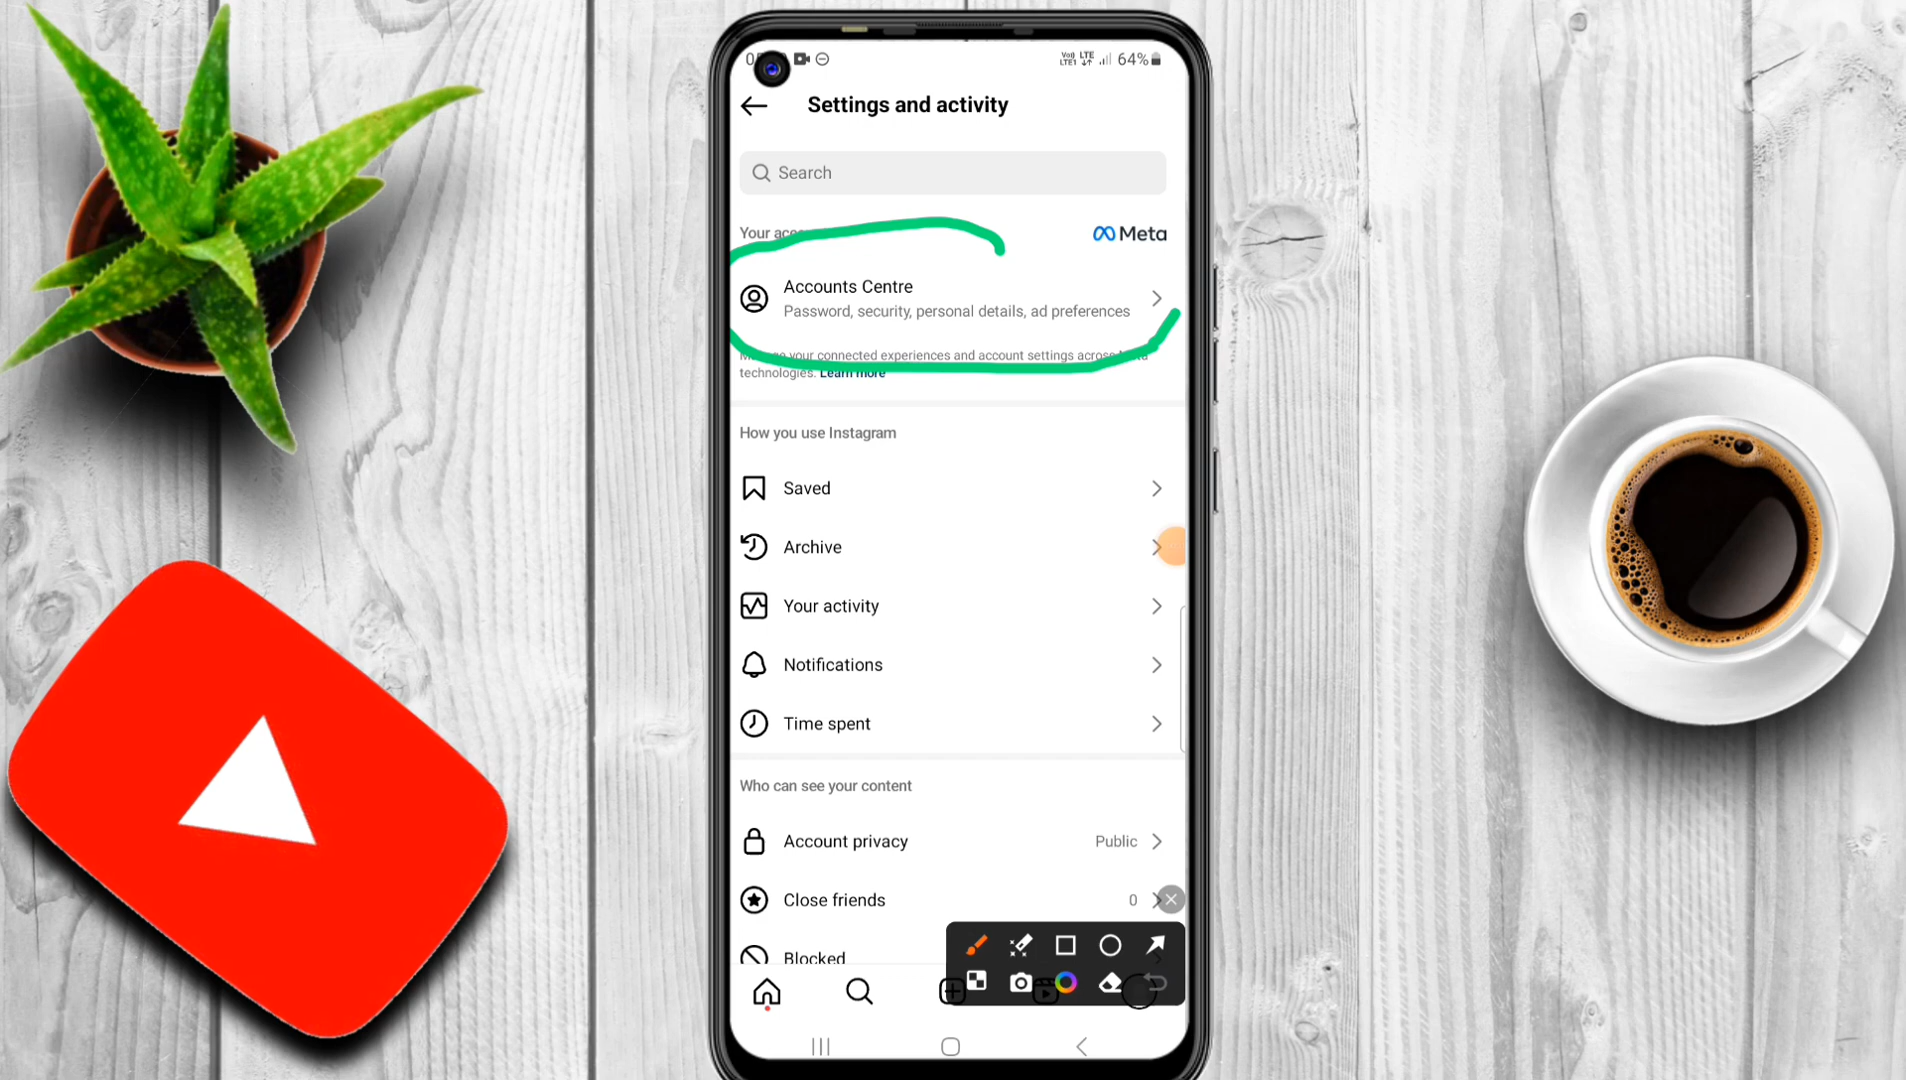 64%
Settings and activity
Search
Your
Meta
Accounts Centre
Password, security, personal details, ad preferences
your connected experiences and account settings across
technologies. Learn more
How you use Instagram
Saved
Archive
Your activity
Notifications
Time spent
Who can see your content
Account privacy
Public
Close friends
0
Blocked